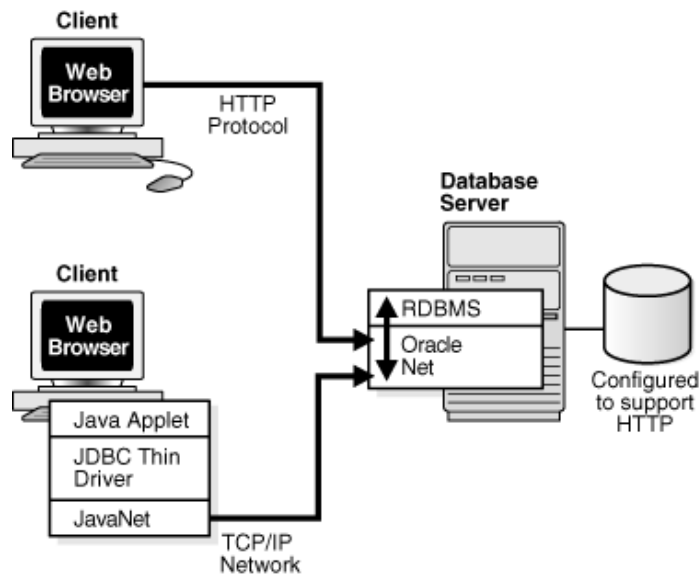 Client
Web
Browser
HTTP
Protocol
Database
Server
RDBMS
Oracle
Net
Configured
to support
HTTP
Client
Web
Browser
Java Applet
JDBC Thin
Driver
JavaNet
TCP/IP
Network